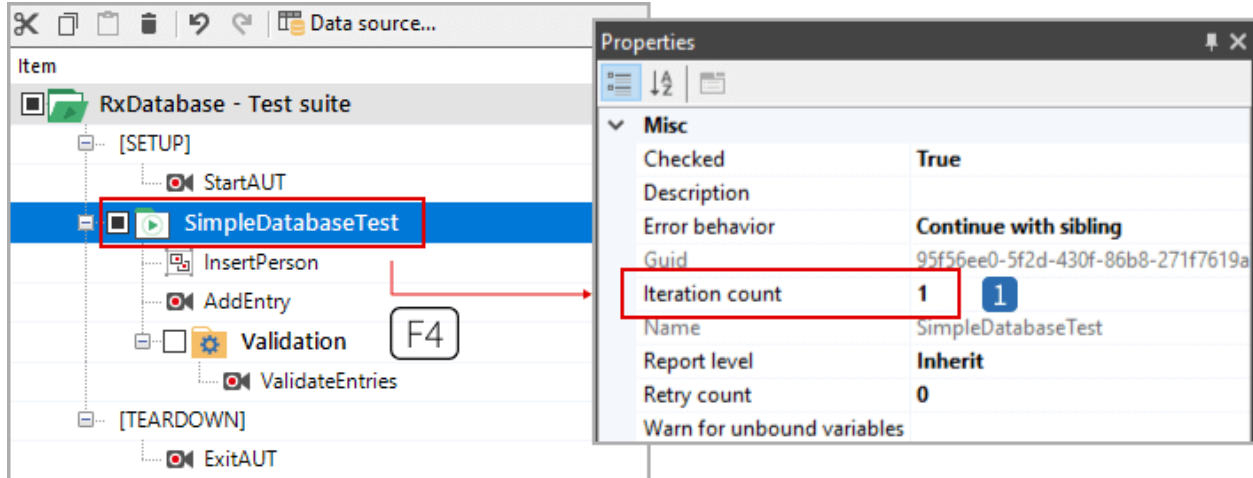 Data source...
Item
RxDatabase - Test suite
[SETUP]
StartAUT
SimpleDatabaseTest
InsertPerson
AddEntry
F4
Validation
ValidateEntries
[TEARDOWN]
ExitAUT
Properties
Misc
Checked True
Description
Error behavior Continue with sibling
Guid 95f56ee0-5f2d-430f-86b8-271f7619a
Iteration count 1 1
Name SimpleDatabaseTest
Report level Inherit
Retry count 0
Warn for unbound variables